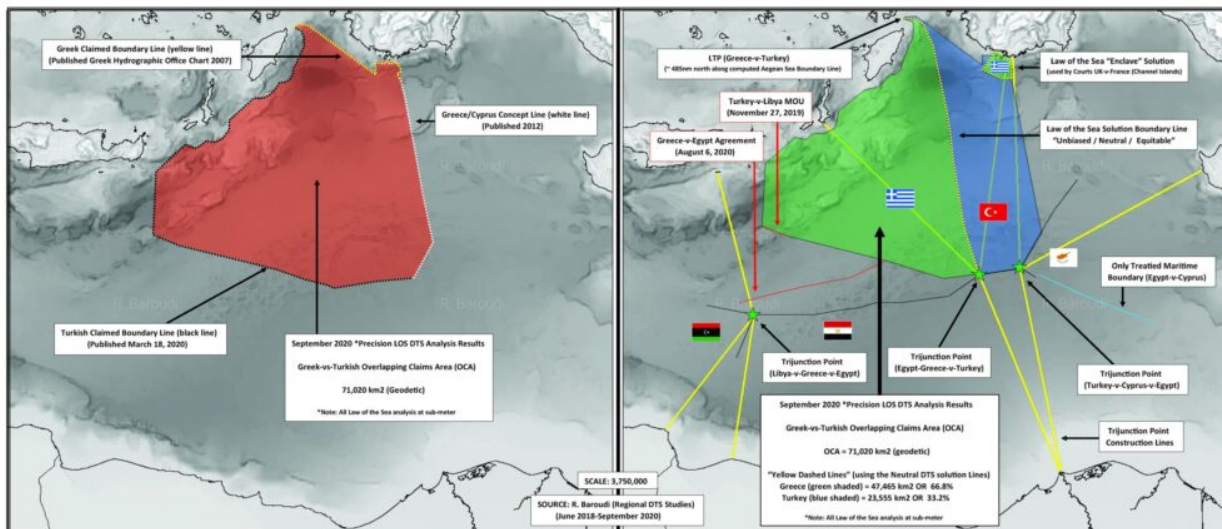 Greek Claimed Boundary Line (yellow line)
(Published Greek Hydrographic Office Chart 2007)
Greece/Cyprus Concept Line (white line)
(Published 2012)
Turkish Claimed Boundary Line (black line)
(Published March 18, 2020)
September 2020 *Precision LOS DTS Analysis Results
Greek-vs-Turkish Overlapping Claims Area (OCA)
71,020 km2 (Geodetic)
*Note: All Law of the Sea analysis at sub-meter
R. Baroudi
LTP (Greece-v-Turkey)
(~ 485nm north along computed Aegean Sea Boundary Line)
Turkey-v-Libya MOU
(November 27, 2019)
Greece-v-Egypt Agreement
(August 6, 2020)
Law of the Sea "Enclave" Solution
(used by Courts UK-v-France (Channel Islands)
Law of the Sea Solution Boundary Line
"Unbiased / Neutral / Equitable"
Only Treated Maritime
Boundary (Egypt-v-Cyprus)
Trijunction Point
(Libya-v-Greece-v-Egypt)
Trijunction Point
(Egypt-Greece-v-Turkey)
Trijunction Point
(Turkey-v-Cyprus-v-Egypt)
Trijunction Point
Construction Lines
September 2020 *Precision LOS DTS Analysis Results
Greek-vs-Turkish Overlapping Claims Area (OCA)
OCA = 71,020 km2 (geodetic)
"Yellow Dashed Lines" (using the Neutral DTS solution Lines)
Greece (green shaded) = 47,465 km2 OR 66.8%
Turkey (blue shaded) = 23,555 km2 OR 33.2%
*Note: All Law of the Sea analysis at sub-meter
SCALE: 3,750,000
SOURCE: R. Baroudi (Regional DTS Studies)
(June 2018-September 2020)